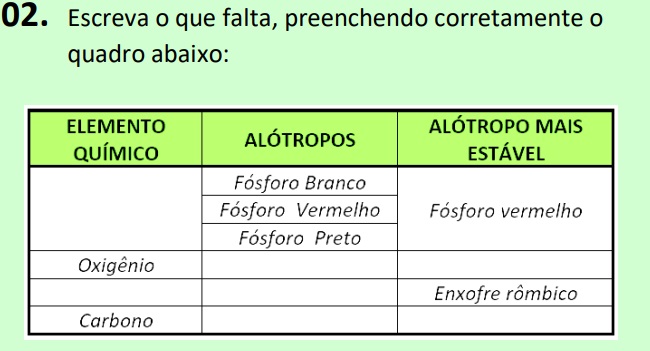 02. Escreva o que falta, preenchendo corretamente o
quadro abaixo:
ELEMENTO
QUÍMICO
ALÓTROPOS
ALÓTROPO MAIS
ESTÁVEL
Fósforo Branco
Fósforo Vermelho
Fósforo Preto
Fósforo vermelho
Oxigênio
Enxofre rômbico
Carbono